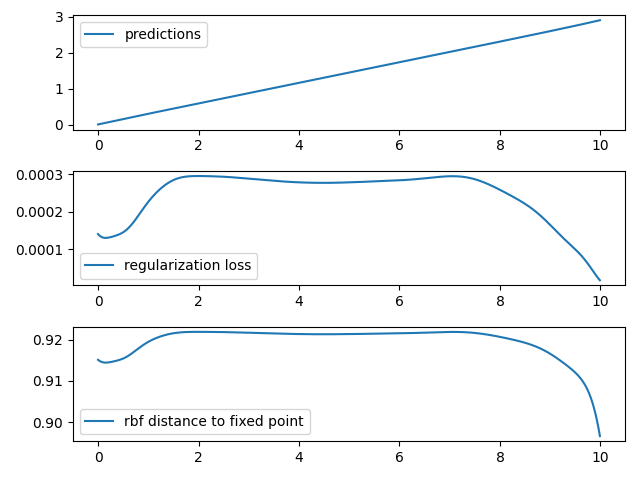 3
2
1
0
predictions
0 2 4 6 8 10
0.0003
0.0002
0.0001
regularization loss
0 2 4 6 8 10
0.92
0.91
0.90
rbf distance to fixed point
0 2 4 6 8 10